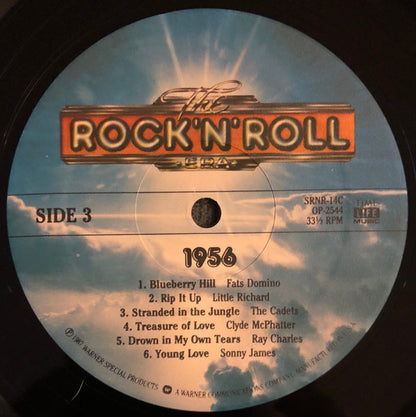 The
ROCK'N'ROLL
ERA
SIDE 3
SRNR-14C
OP-2544
33⅓ RPM
TIME
LIFE
MUSIC
1956
1. Blueberry Hill Fats Domino
2. Rip It Up Little Richard
3. Stranded in the Jungle The Cadets
4. Treasure of Love Clyde McPhatter
5. Drown in My Own Tears Ray Charles
6. Young Love Sonny James
℗ 1987 WARNER SPECIAL PRODUCTS A WARNER COMMUNICATIONS COMPANY. MANUFACTURED IN U.S.A.